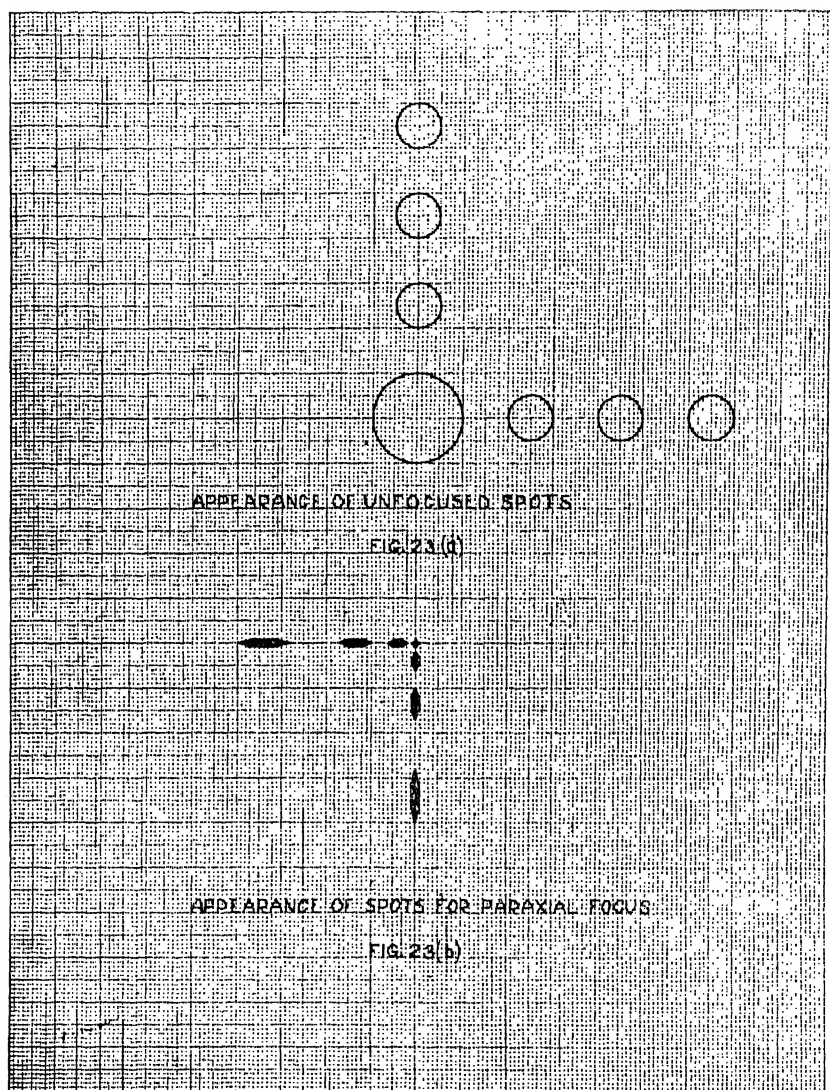 APPEARANCE OF UNFOCUSED SPOTS
FIG. 23(a)
APPEARANCE OF SPOTS FOR PARAXIAL FOCUS
FIG. 23(b)